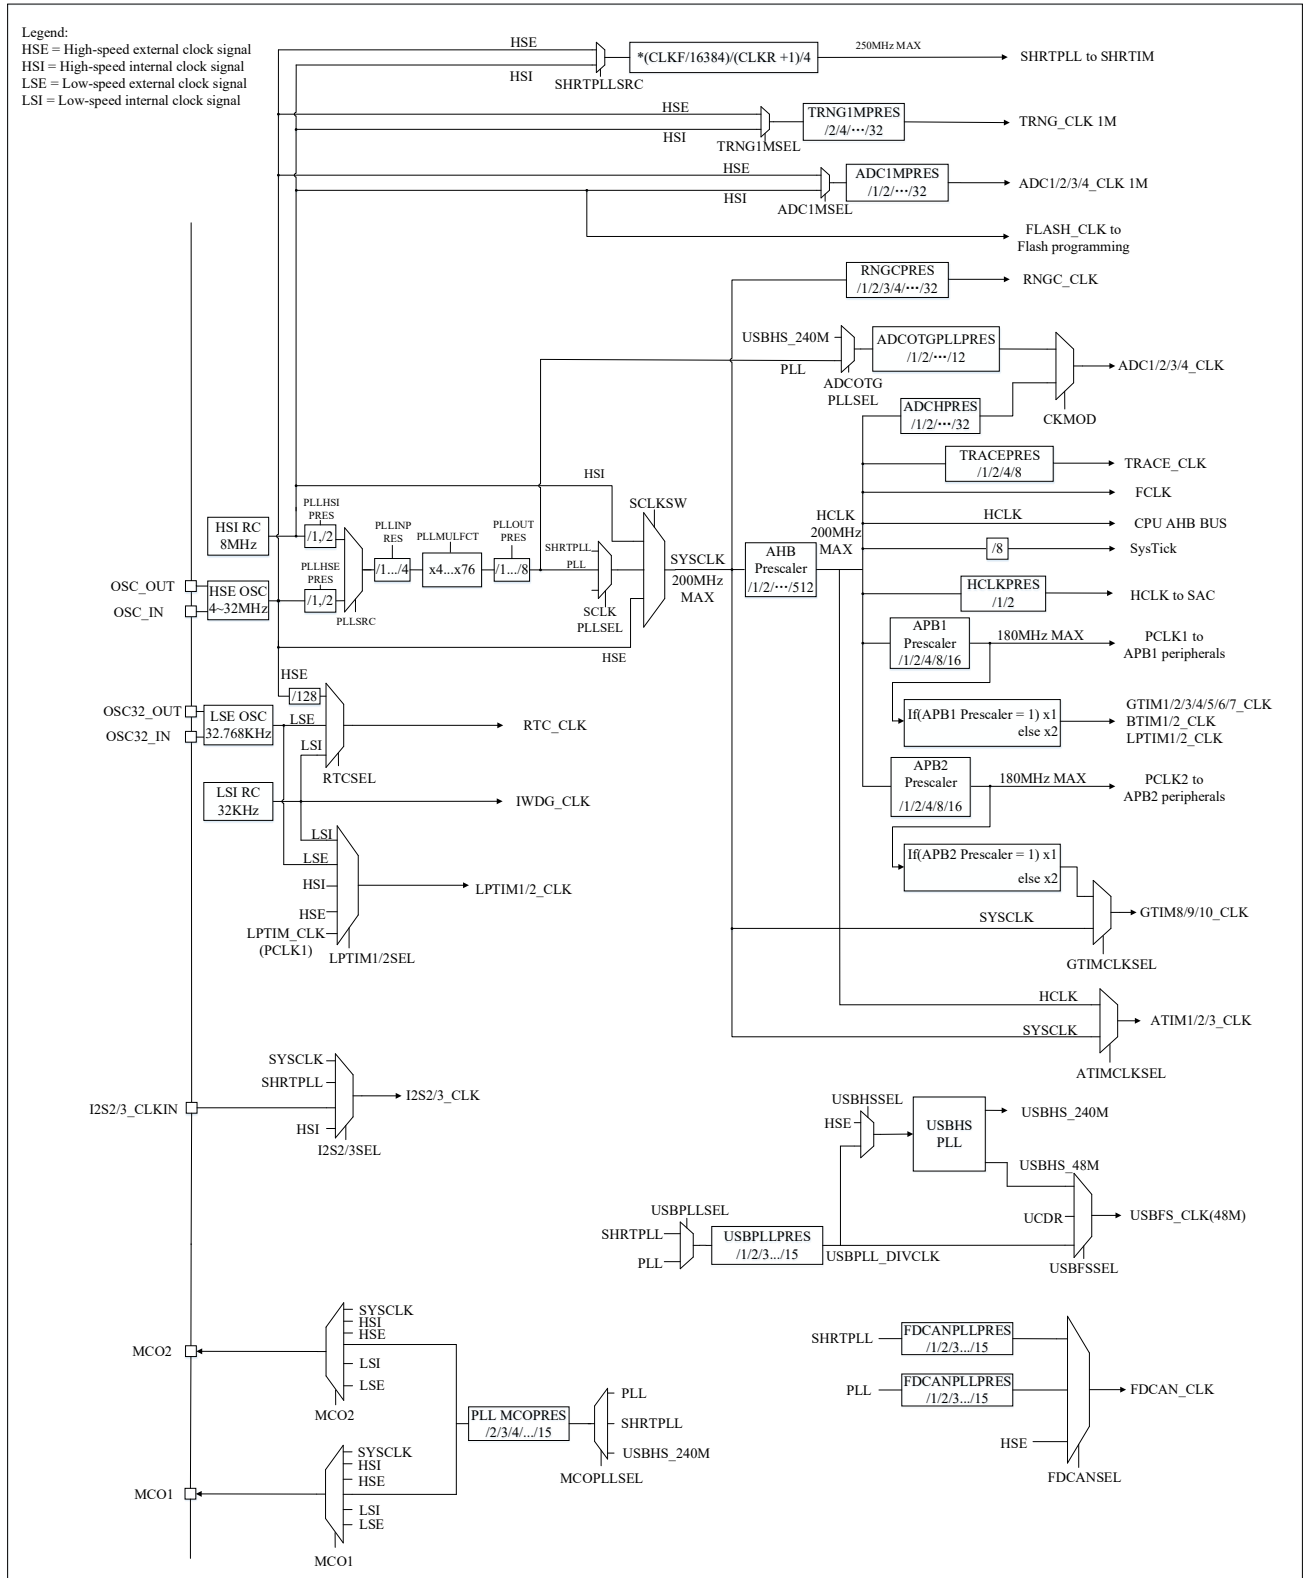 Legend:
HSE = High-speed external clock signal
HSI = High-speed internal clock signal
LSE = Low-speed external clock signal
LSI = Low-speed internal clock signal
HSE
HSI
SHRTPLLSRC
*(CLKF/16384)/(CLKR +1)/4
250MHz MAX
SHRTPLL to SHRTIM
HSE
HSI
TRNG1MSEL
TRNG1MPRES
/2/4/···/32
TRNG_CLK 1M
HSE
HSI
ADC1MSEL
ADC1MPRES
/1/2/···/32
ADC1/2/3/4_CLK 1M
FLASH_CLK to
Flash programming
RNGCPRES
/1/2/3/4/···/32
RNGC_CLK
USBHS_240M
PLL
ADCOTG
PLLSEL
ADCOTGPLLPRES
/1/2/···/12
ADCHPRES
/1/2/···/32
CKMOD
ADC1/2/3/4_CLK
TRACEPRES
/1/2/4/8
TRACE_CLK
FCLK
HCLK
CPU AHB BUS
/8
SysTick
HCLKPRES
/1/2
HCLK to SAC
HSI RC
8MHz
PLLHSI
PRES
/1,/2
PLLHSE
PRES
/1,/2
PLLSRC
PLLINP
RES
/1.../4
PLLMULFCT
x4...x76
PLLOUT
PRES
/1.../8
HSI
SHRTPLL
PLL
SCLK
PLLSEL
SCLKSW
HSE
SYSCLK
200MHz
MAX
AHB
Prescaler
/1/2/···/512
HCLK
200MHz
MAX
OSC_OUT
OSC_IN
HSE OSC
4~32MHz
APB1
Prescaler
/1/2/4/8/16
180MHz MAX
PCLK1 to
APB1 peripherals
If(APB1 Prescaler = 1) x1
else x2
GTIM1/2/3/4/5/6/7_CLK
BTIM1/2_CLK
LPTIM1/2_CLK
APB2
Prescaler
/1/2/4/8/16
180MHz MAX
PCLK2 to
APB2 peripherals
If(APB2 Prescaler = 1) x1
else x2
SYSCLK
GTIMCLKSEL
GTIM8/9/10_CLK
HCLK
SYSCLK
ATIMCLKSEL
ATIM1/2/3_CLK
HSE
/128
OSC32_OUT
OSC32_IN
LSE OSC
32.768KHz
LSE
LSI
RTCSEL
RTC_CLK
LSI RC
32KHz
IWDG_CLK
LSI
LSE
HSI
HSE
LPTIM_CLK
(PCLK1)
LPTIM1/2SEL
LPTIM1/2_CLK
SYSCLK
SHRTPLL
I2S2/3_CLKIN
HSI
I2S2/3SEL
I2S2/3_CLK
USBHSSEL
HSE
USBHS
PLL
USBHS_240M
USBHS_48M
UCDR
USBFS_CLK(48M)
USBFSSEL
USBPLLSEL
SHRTPLL
PLL
USBPLLPRES
/1/2/3.../15
USBPLL_DIVCLK
MCO2
SYSCLK
HSI
HSE
LSI
LSE
MCO2
PLL MCOPRES
/2/3/4/.../15
PLL
SHRTPLL
USBHS_240M
MCOPLLSEL
MCO1
SYSCLK
HSI
HSE
LSI
LSE
MCO1
SHRTPLL
FDCANPLLPRES
/1/2/3.../15
PLL
FDCANPLLPRES
/1/2/3.../15
HSE
FDCANSEL
FDCAN_CLK